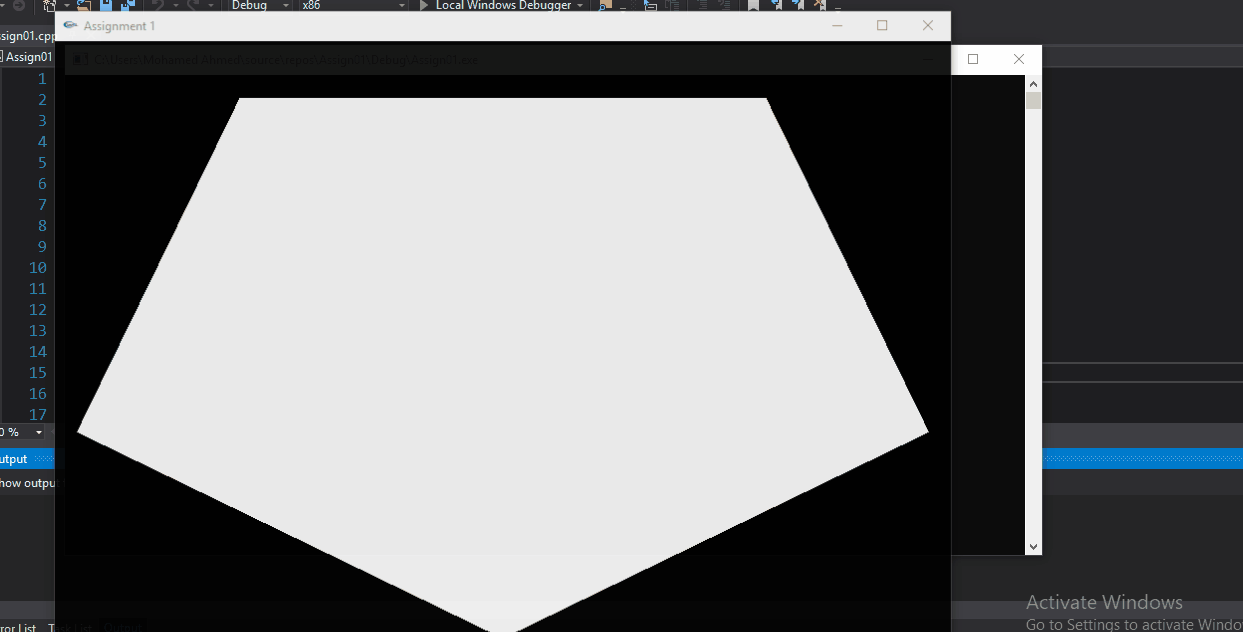 Debug x86 Local Windows Debugger
Assignment 1
ssign01.cpp
C:\Users\Mohamed Ahmed\source\repos\Assign01\Debug\Assign01.exe
Assign01
1
2
3
4
5
6
7
8
9
10
11
12
13
14
15
16
17
0 %
utput
how outpu
Activate Windows
Go to Settings to activate Windo
ror List Task List Output